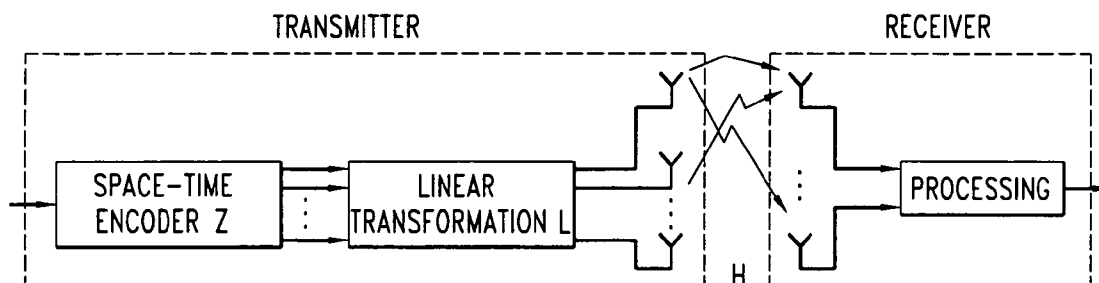 TRANSMITTER
RECEIVER
SPACE-TIME
ENCODER Z
LINEAR
TRANSFORMATION L
PROCESSING
H